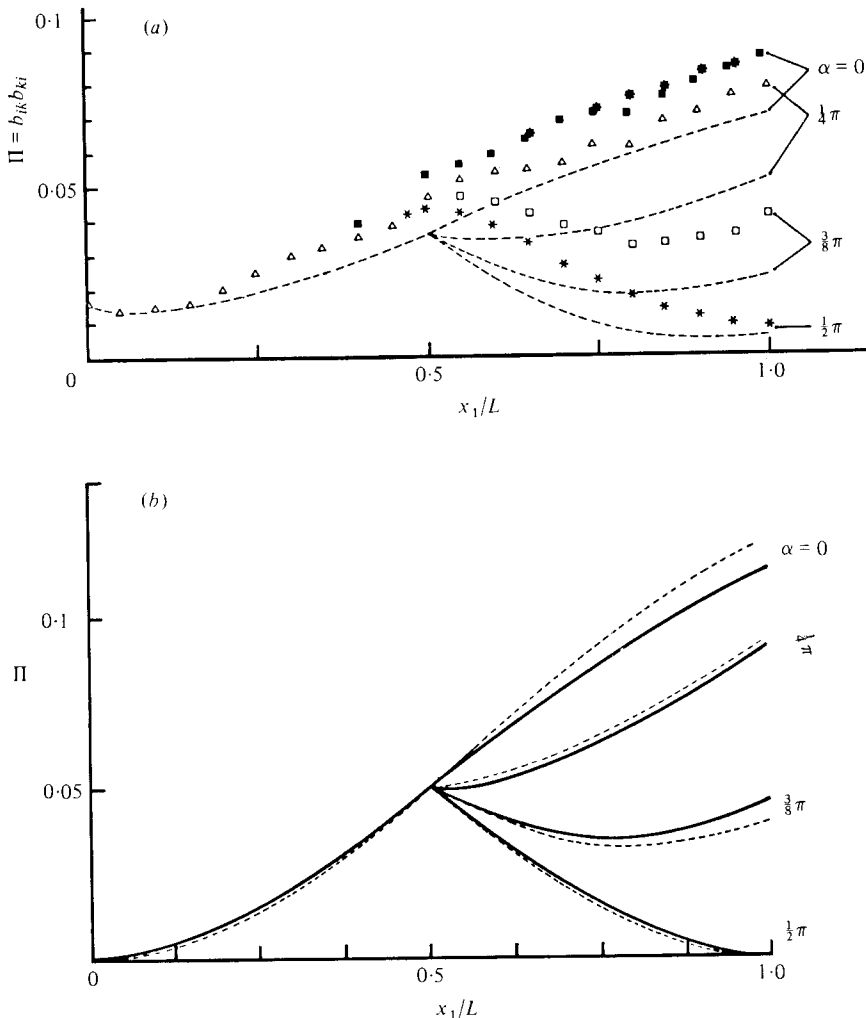 (a)
0·1
Π = b_{ik} b_{ki}
0·05
0
0·5
1·0
x₁/L
α = 0
¼π
⅜π
½π
(b)
0·1
Π
0·05
0
0·5
1·0
x₁/L
α = 0
¼π
⅜π
½π